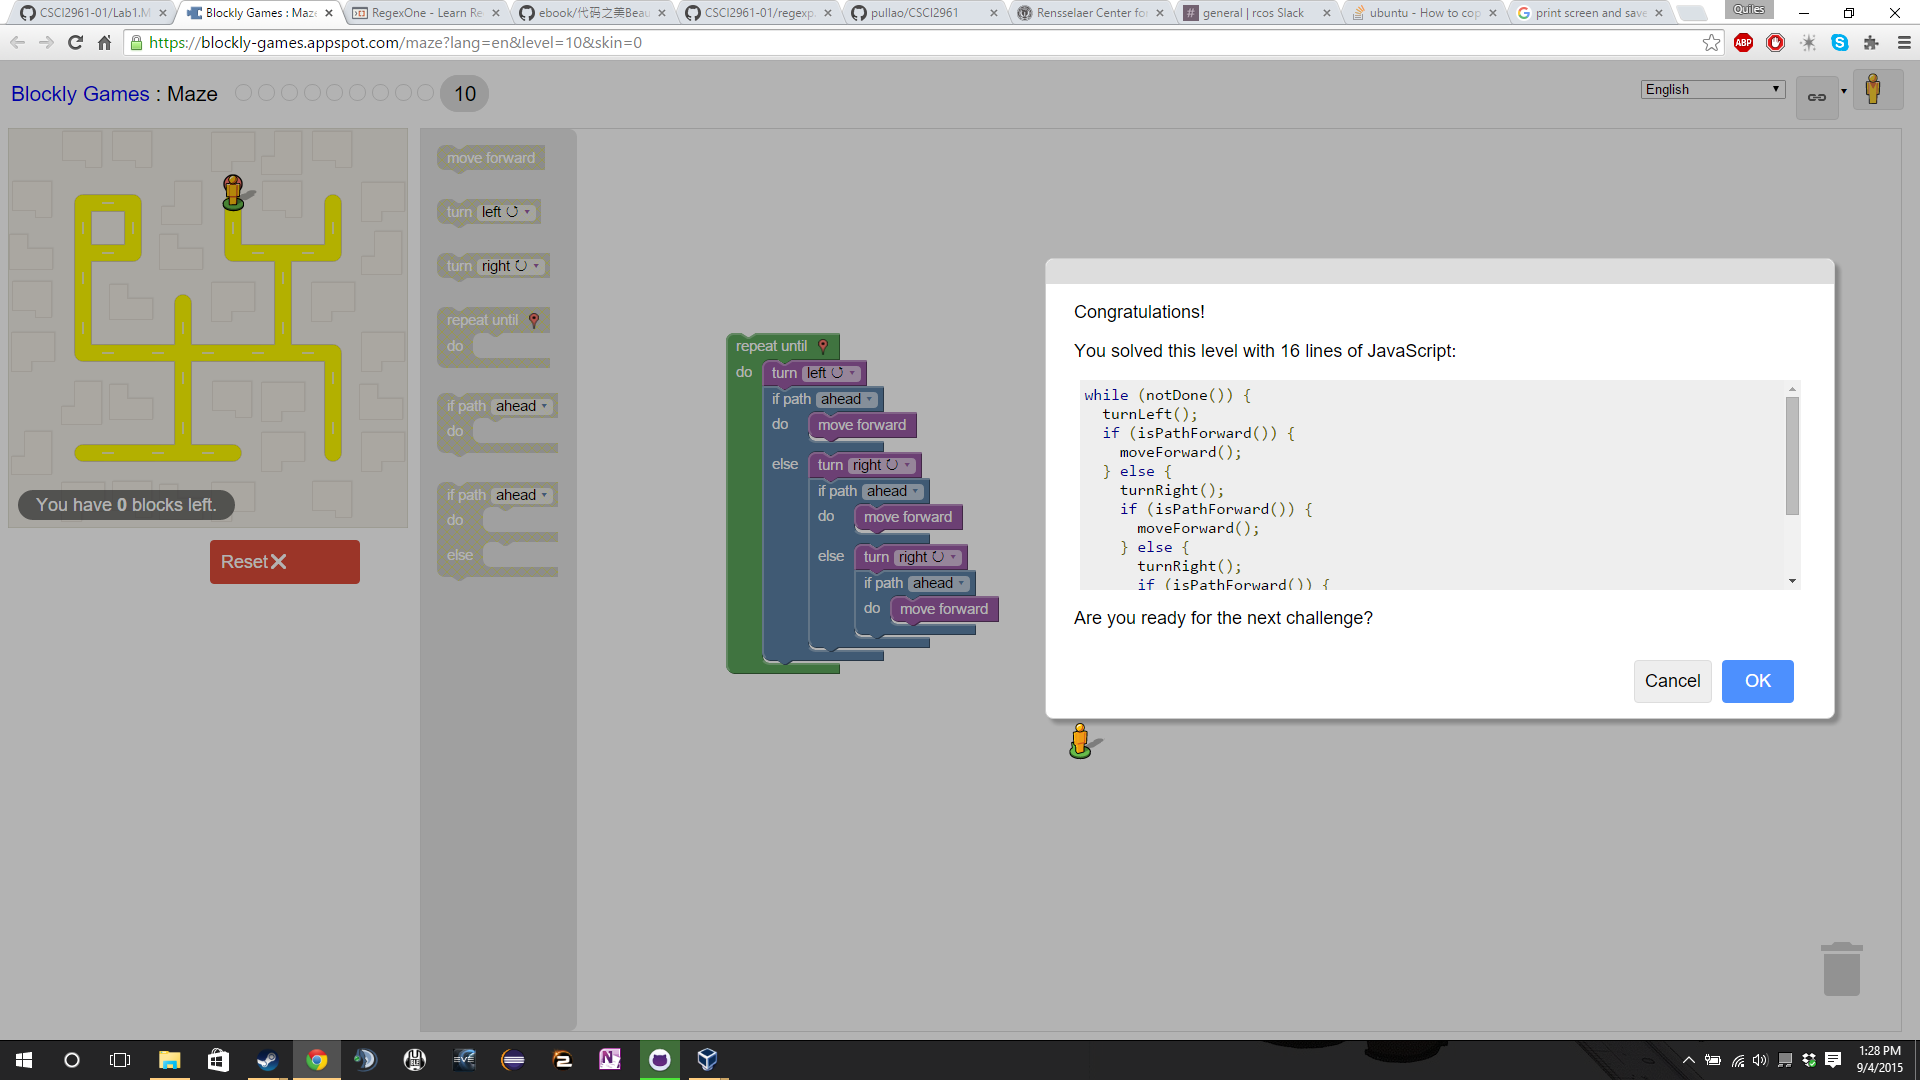 CSCI2961-01/Lab1.M
Blockly Games : Maze
RegexOne - Learn Re
ebook/代码之美Beau
CSCI2961-01/regexp.
pullao/CSCI2961
Rensselaer Center fo
general | rcos Slack
ubuntu - How to cop
print screen and save
Quiles
https://blockly-games.appspot.com/maze?lang=en&level=10&skin=0
ABP
Blockly Games : Maze
10
English
move forward
turn left
turn right
repeat until
do
if path ahead
do
if path ahead
do
else
You have 0 blocks left.
Reset
repeat until
do turn left
if path ahead
do move forward
else turn right
if path ahead
do move forward
else turn right
if path ahead
do move forward
Congratulations!
You solved this level with 16 lines of JavaScript:
while (notDone()) {
turnLeft();
if (isPathForward()) {
moveForward();
} else {
turnRight();
if (isPathForward()) {
moveForward();
} else {
turnRight();
if (isPathForward()) {
Are you ready for the next challenge?
Cancel
OK
1:28 PM
9/4/2015